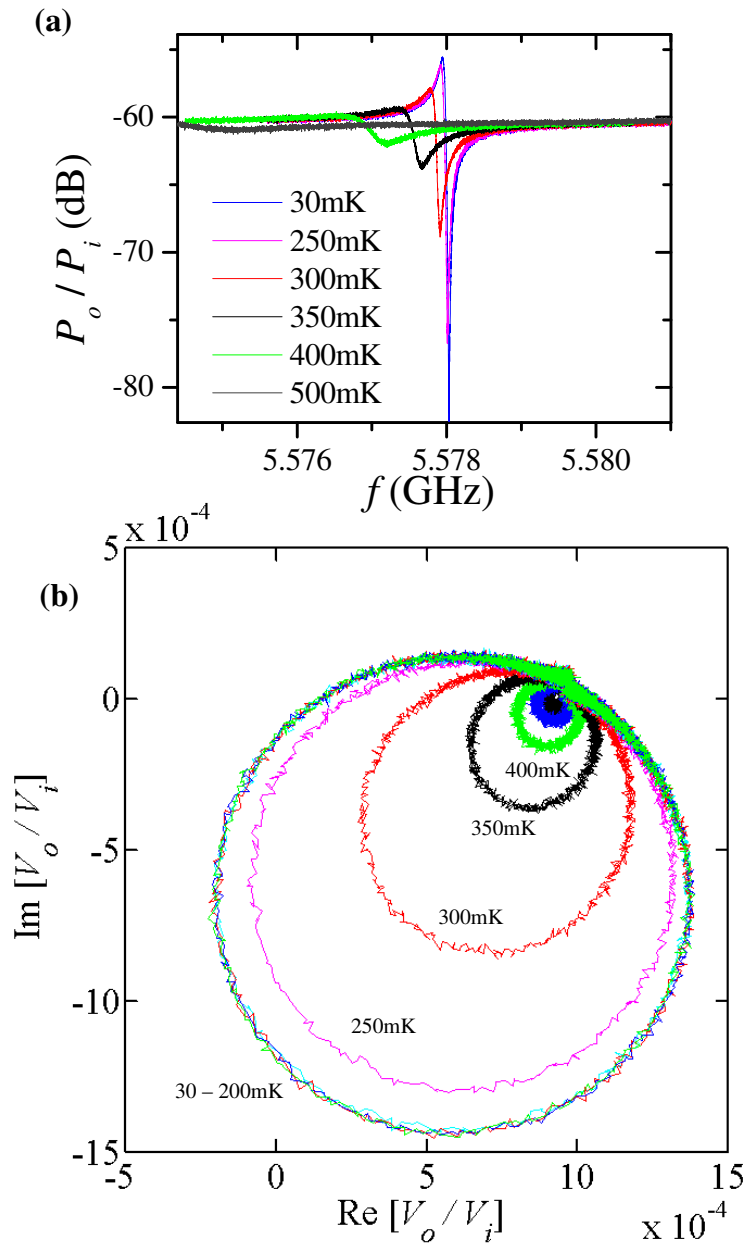 (a)
-60
-70
-80
P_o / P_i (dB)
30mK
250mK
300mK
350mK
400mK
500mK
5.576
5.578
5.580
f (GHz)
x 10^-4
(b)
5
0
-5
-10
-15
Im [V_o / V_i]
400mK
350mK
300mK
250mK
30 – 200mK
-5
0
5
10
15
Re [V_o / V_i]
x 10^-4